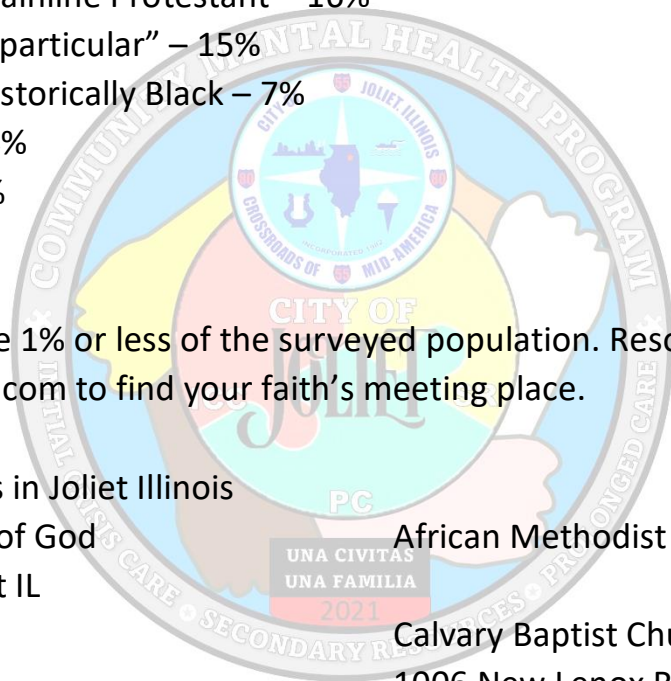 ainline Protestant – 16%
particular” – 15%
storically Black – 7%
%
%
e 1% or less of the surveyed population. Reso
com to find your faith’s meeting place.
s in Joliet Illinois
of God
t IL
African Methodist
Calvary Baptist Chu
1006 New Lenox R
COMMUNITY MENTAL HEALTH PROGRAM
CITY OF JOLIET, ILLINOIS
CROSSROADS OF MID-AMERICA
CITY OF
JOLIET
PC
UNA CIVITAS
UNA FAMILIA
2021
INITIAL CRISIS CARE SECONDARY RESOURCES PROLONGED CARE